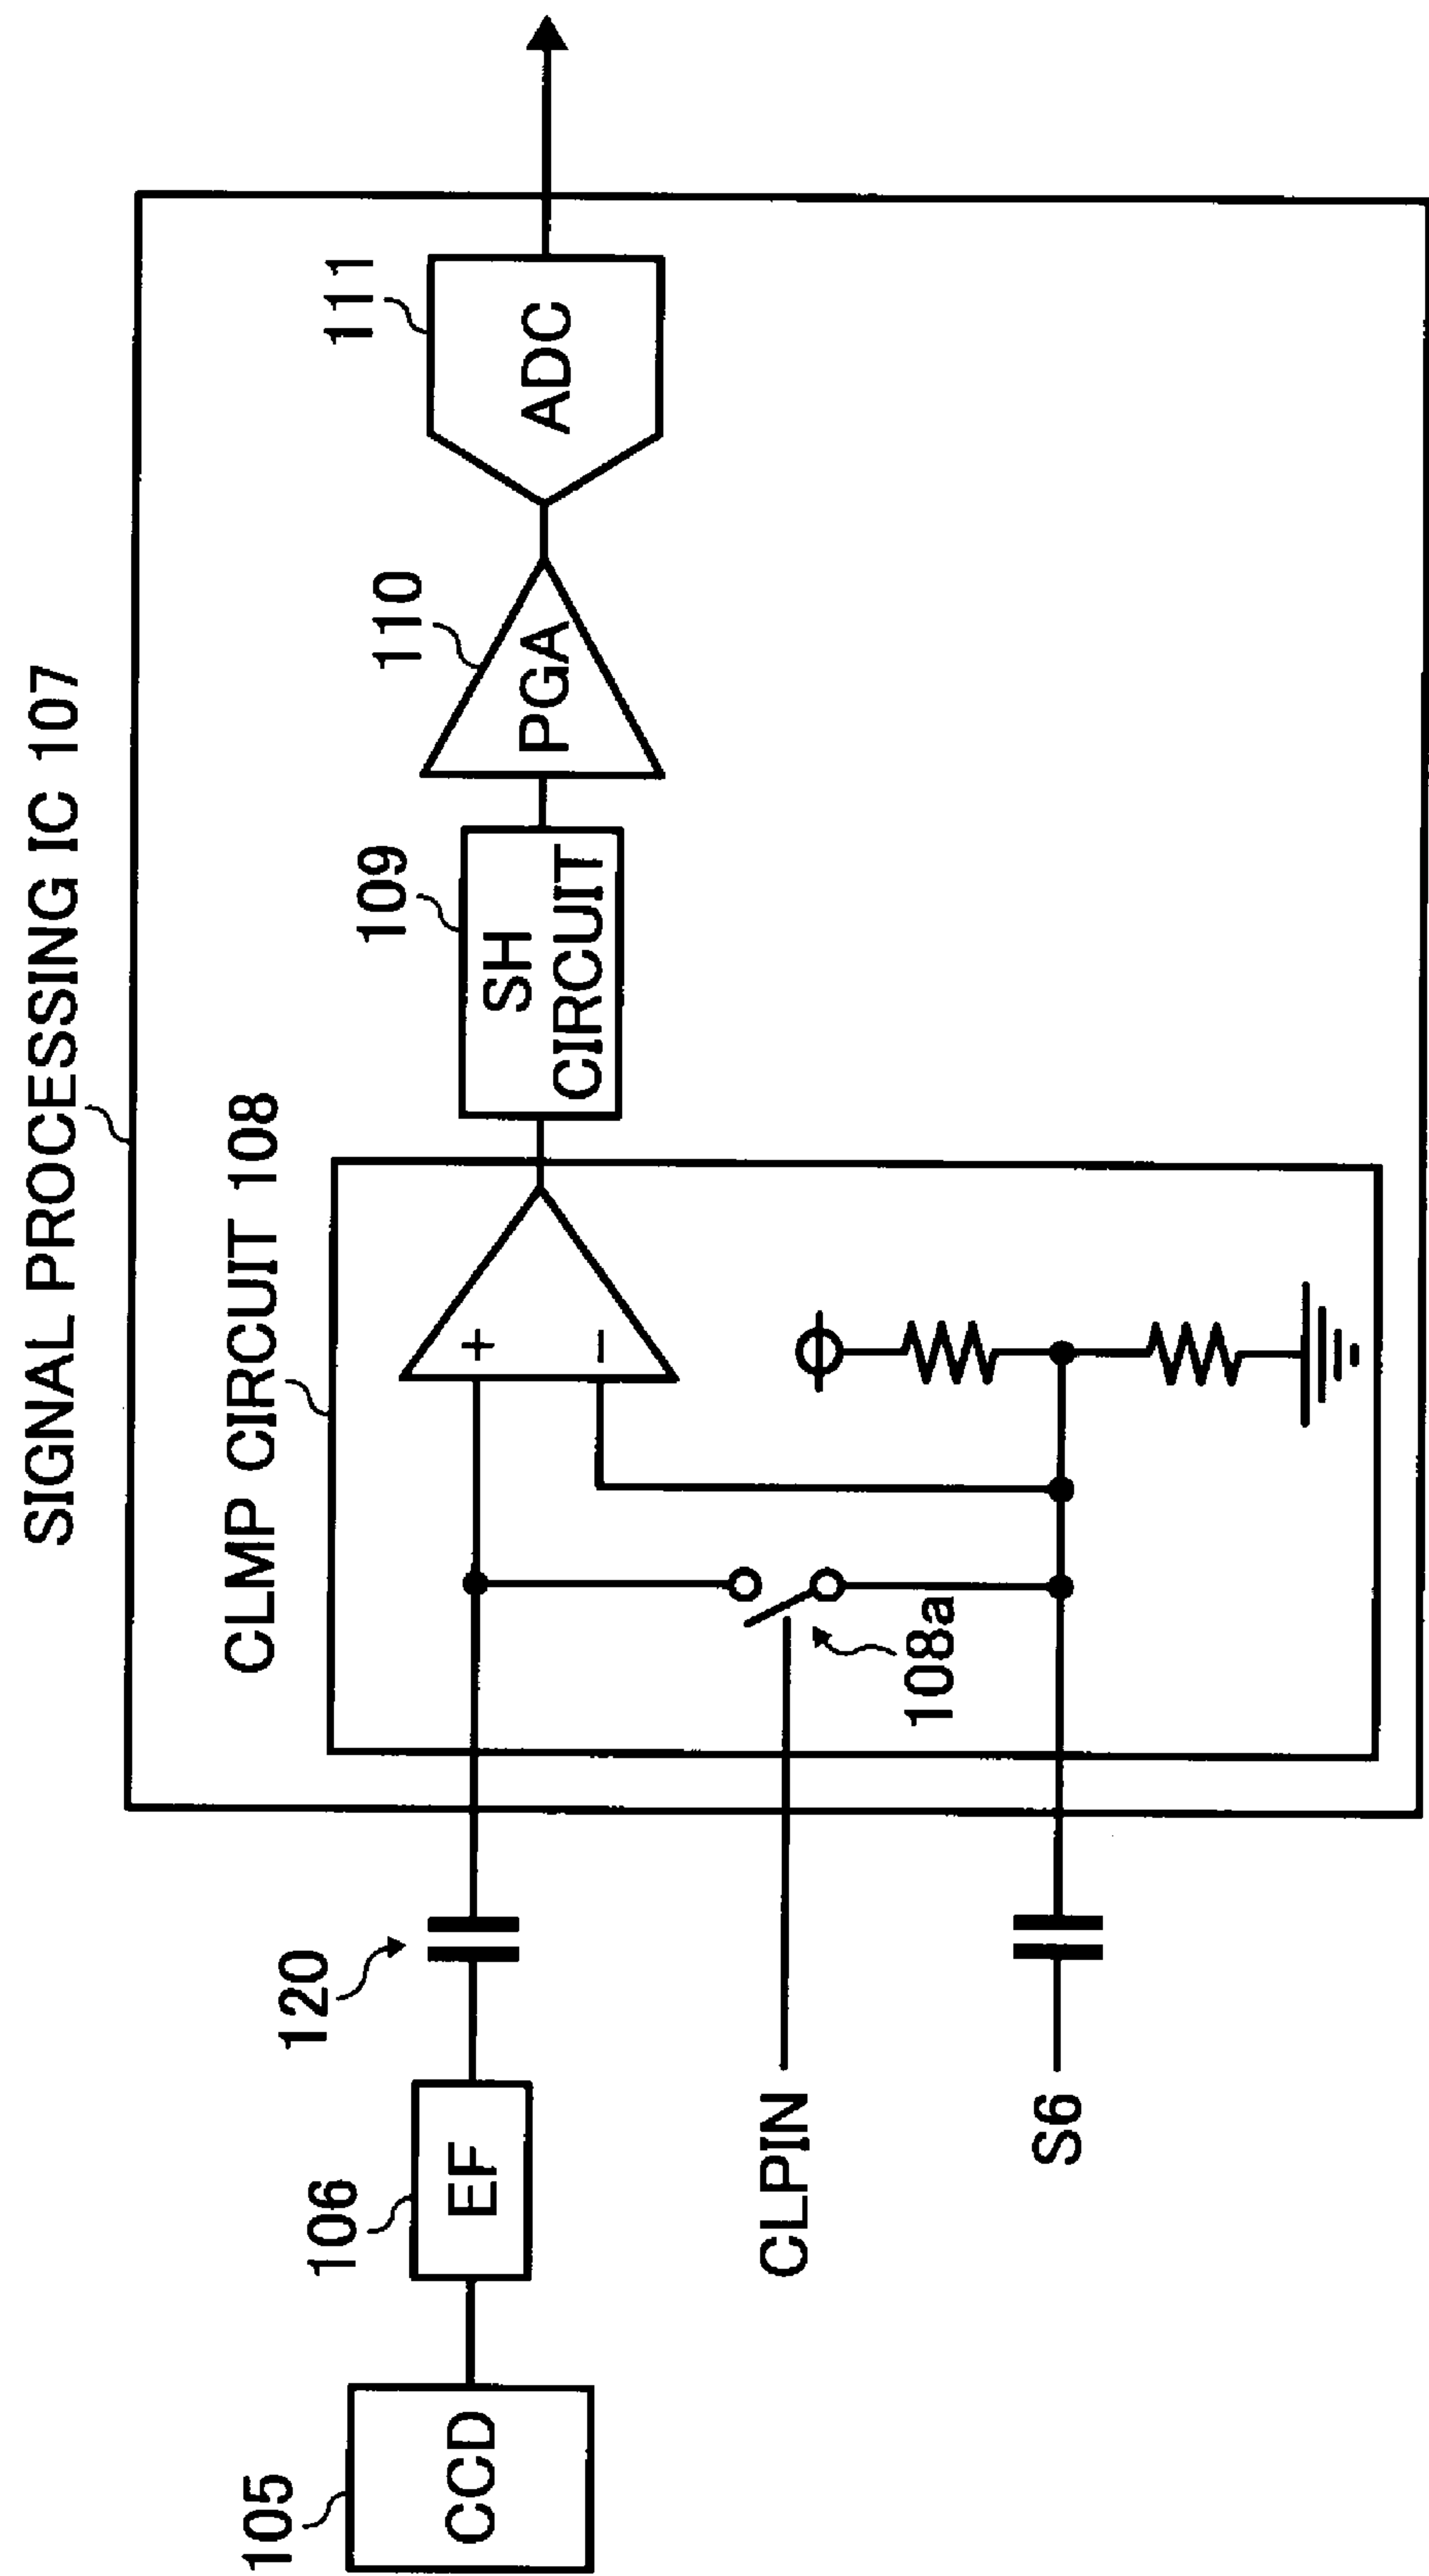 SIGNAL PROCESSING IC 107
CLMP CIRCUIT 108
105
CCD
106
EF
120
+
−
109
SH
CIRCUIT
110
PGA
111
ADC
CLPIN
108a
S6